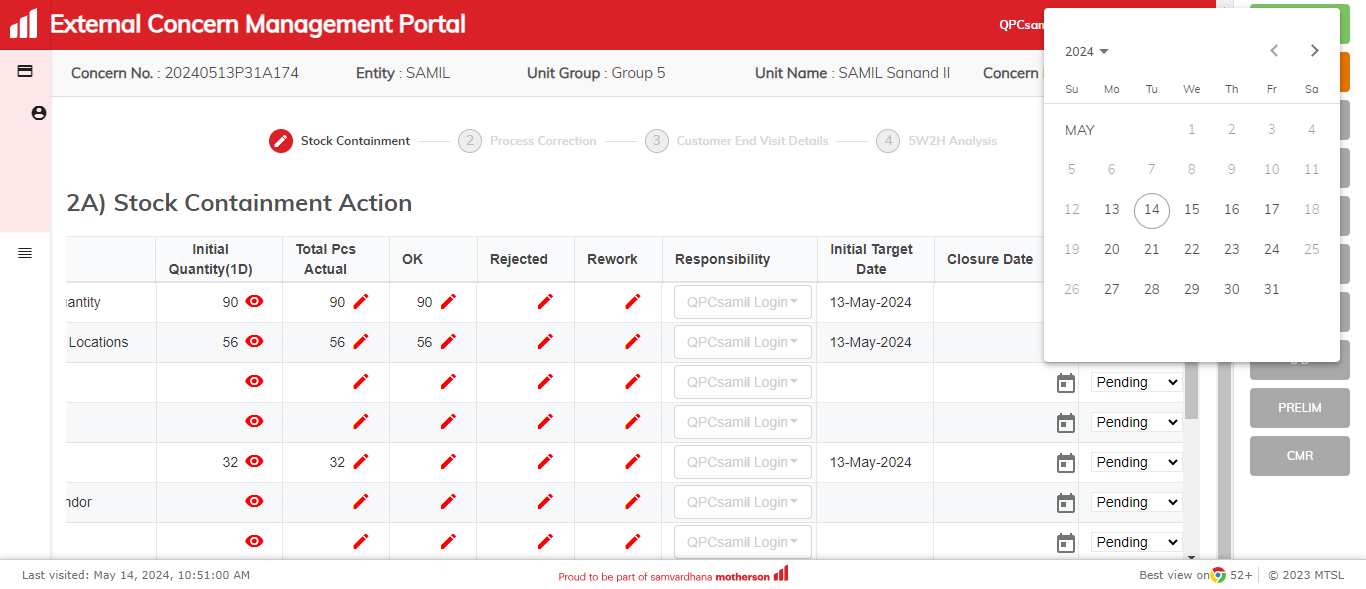 External Concern Management Portal
QPCsam
Concern No. : 20240513P31A174 Entity : SAMIL Unit Group : Group 5 Unit Name : SAMIL Sanand II Concern
Stock Containment 2 Process Correction 3 Customer End Visit Details 4 5W2H Analysis
2A) Stock Containment Action
Initial Quantity(1D) Total Pcs Actual OK Rejected Rework Responsibility Initial Target Date Closure Date
antity 90 90 90 QPCsamil Login 13-May-2024
Locations 56 56 56 QPCsamil Login 13-May-2024
QPCsamil Login Pending
QPCsamil Login Pending
32 32 QPCsamil Login 13-May-2024 Pending
ndor QPCsamil Login Pending
QPCsamil Login Pending
2024
Su Mo Tu We Th Fr Sa
MAY 1 2 3 4
5 6 7 8 9 10 11
12 13 14 15 16 17 18
19 20 21 22 23 24 25
26 27 28 29 30 31
PRELIM
CMR
Last visited: May 14, 2024, 10:51:00 AM
Proud to be part of samvardhana motherson
Best view on 52+ © 2023 MTSL